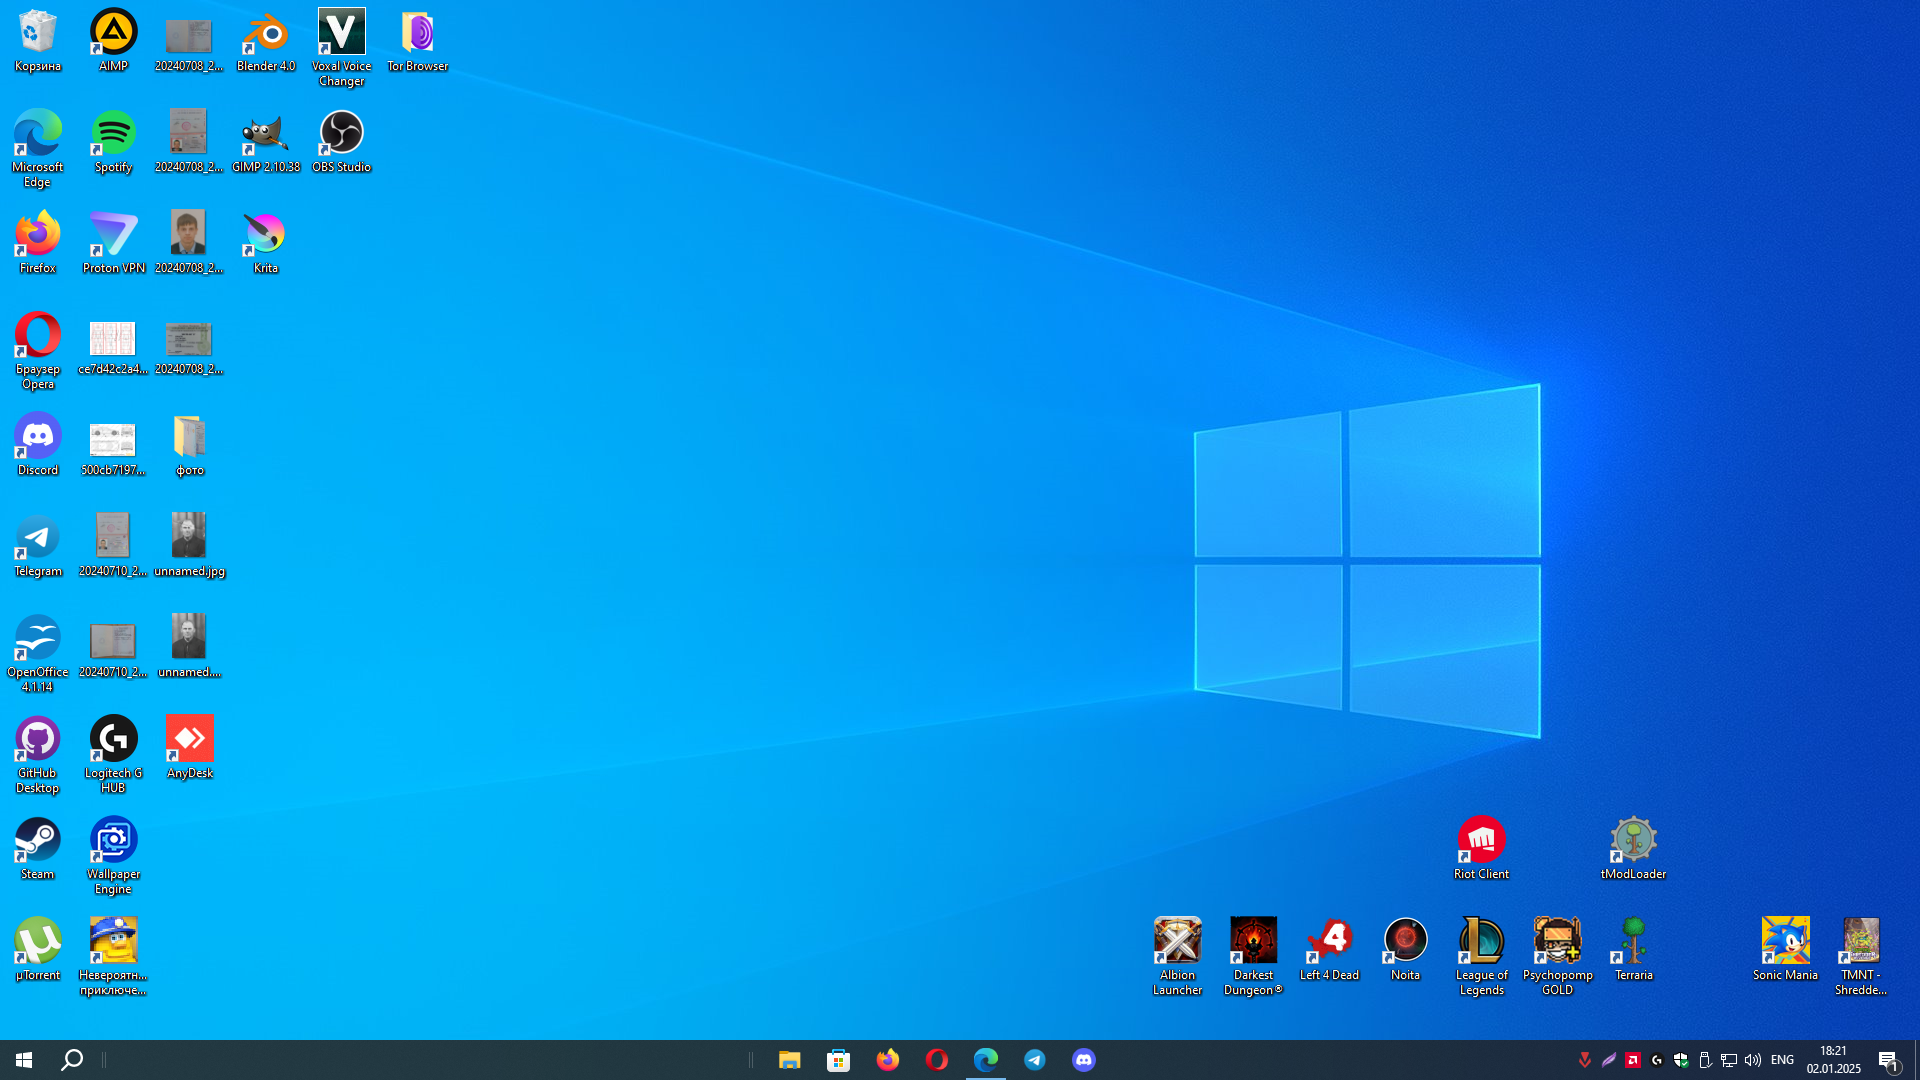 Корзина
AIMP
20240708_2...
Blender 4.0
Voxal Voice
Changer
Tor Browser
Microsoft
Edge
Spotify
20240708_2...
GIMP 2.10.38
OBS Studio
Firefox
Proton VPN
20240708_2...
Krita
Браузер
Opera
ce7d42c2a4...
20240708_2...
Discord
500cb7197...
фото
Telegram
20240710_2...
unnamed.jpg
OpenOffice
4.1.14
20240710_2...
unnamed....
GitHub
Desktop
Logitech G
HUB
AnyDesk
Steam
Wallpaper
Engine
Riot Client
tModLoader
µTorrent
Невероятн...
приключе...
Albion
Launcher
Darkest
Dungeon®
Left 4 Dead
Noita
League of
Legends
Psychopomp
GOLD
Terraria
Sonic Mania
TMNT -
Shredde...
ENG
18:21
02.01.2025
1